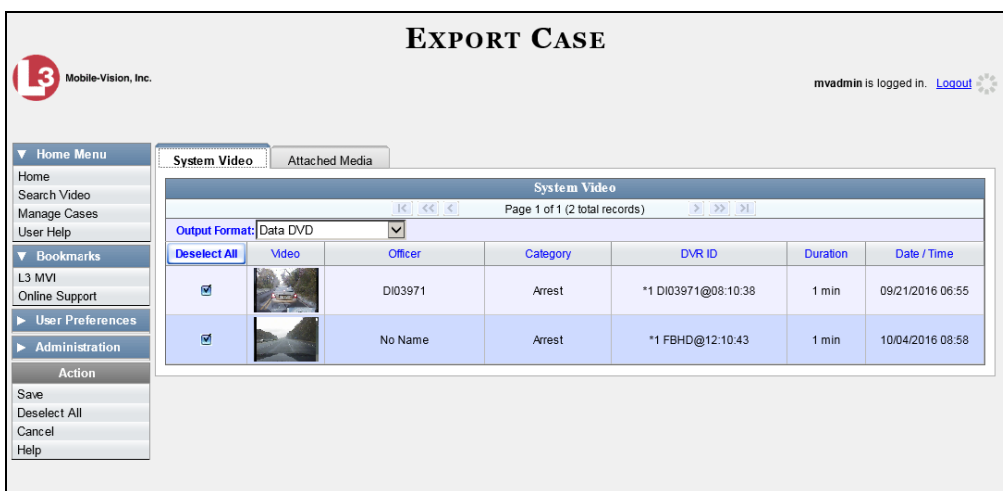 EXPORT CASE
L3 Mobile-Vision, Inc.
mvadmin is logged in. Logout
▼ Home Menu
Home
Search Video
Manage Cases
User Help
▼ Bookmarks
L3 MVI
Online Support
► User Preferences
► Administration
Action
Save
Deselect All
Cancel
Help
System Video Attached Media
System Video
Page 1 of 1 (2 total records)
Output Format: Data DVD
Deselect All Video Officer Category DVR ID Duration Date / Time
DI03971 Arrest *1 DI03971@08:10:38 1 min 09/21/2016 06:55
No Name Arrest *1 FBHD@12:10:43 1 min 10/04/2016 08:58